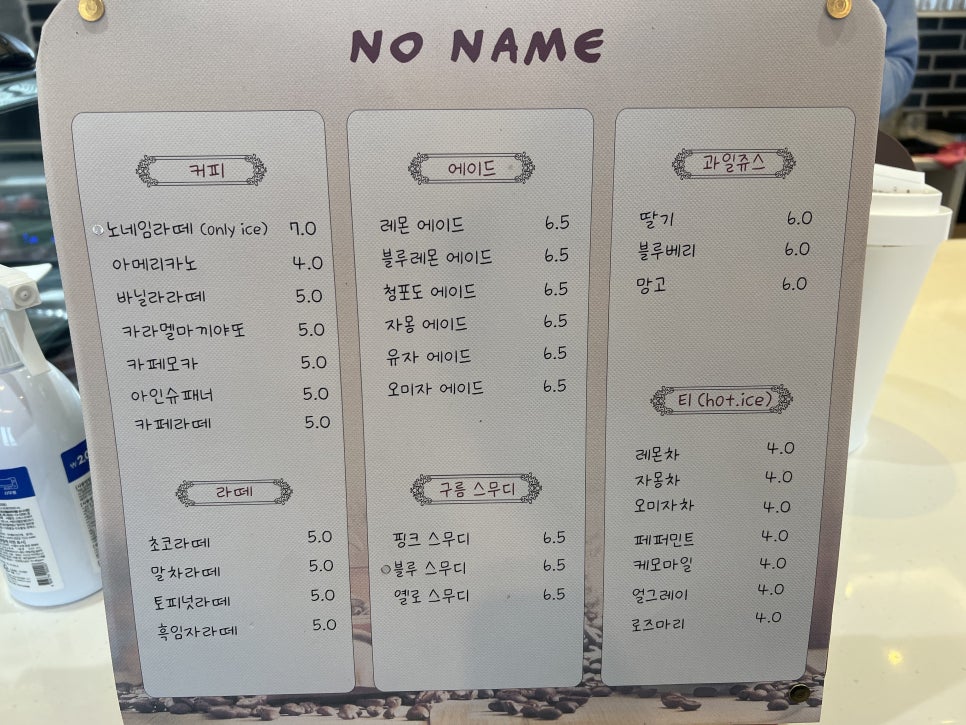 NO NAME
커피
노네임라떼 (only ice) 7.0
아메리카노 4.0
바닐라라떼 5.0
카라멜마끼야또 5.0
카페모카 5.0
아인슈패너 5.0
카페라떼 5.0
라떼
초코라떼 5.0
말차라떼 5.0
토피넛라떼 5.0
흑임자라떼 5.0
에이드
레몬 에이드 6.5
블루레몬 에이드 6.5
청포도 에이드 6.5
자몽 에이드 6.5
유자 에이드 6.5
오미자 에이드 6.5
구름 스무디
핑크 스무디 6.5
블루 스무디 6.5
옐로 스무디 6.5
과일쥬스
딸기 6.0
블루베리 6.0
망고 6.0
티 (hot.ice)
레몬차 4.0
자몽차 4.0
오미자차 4.0
페퍼민트 4.0
케모마일 4.0
얼그레이 4.0
로즈마리 4.0